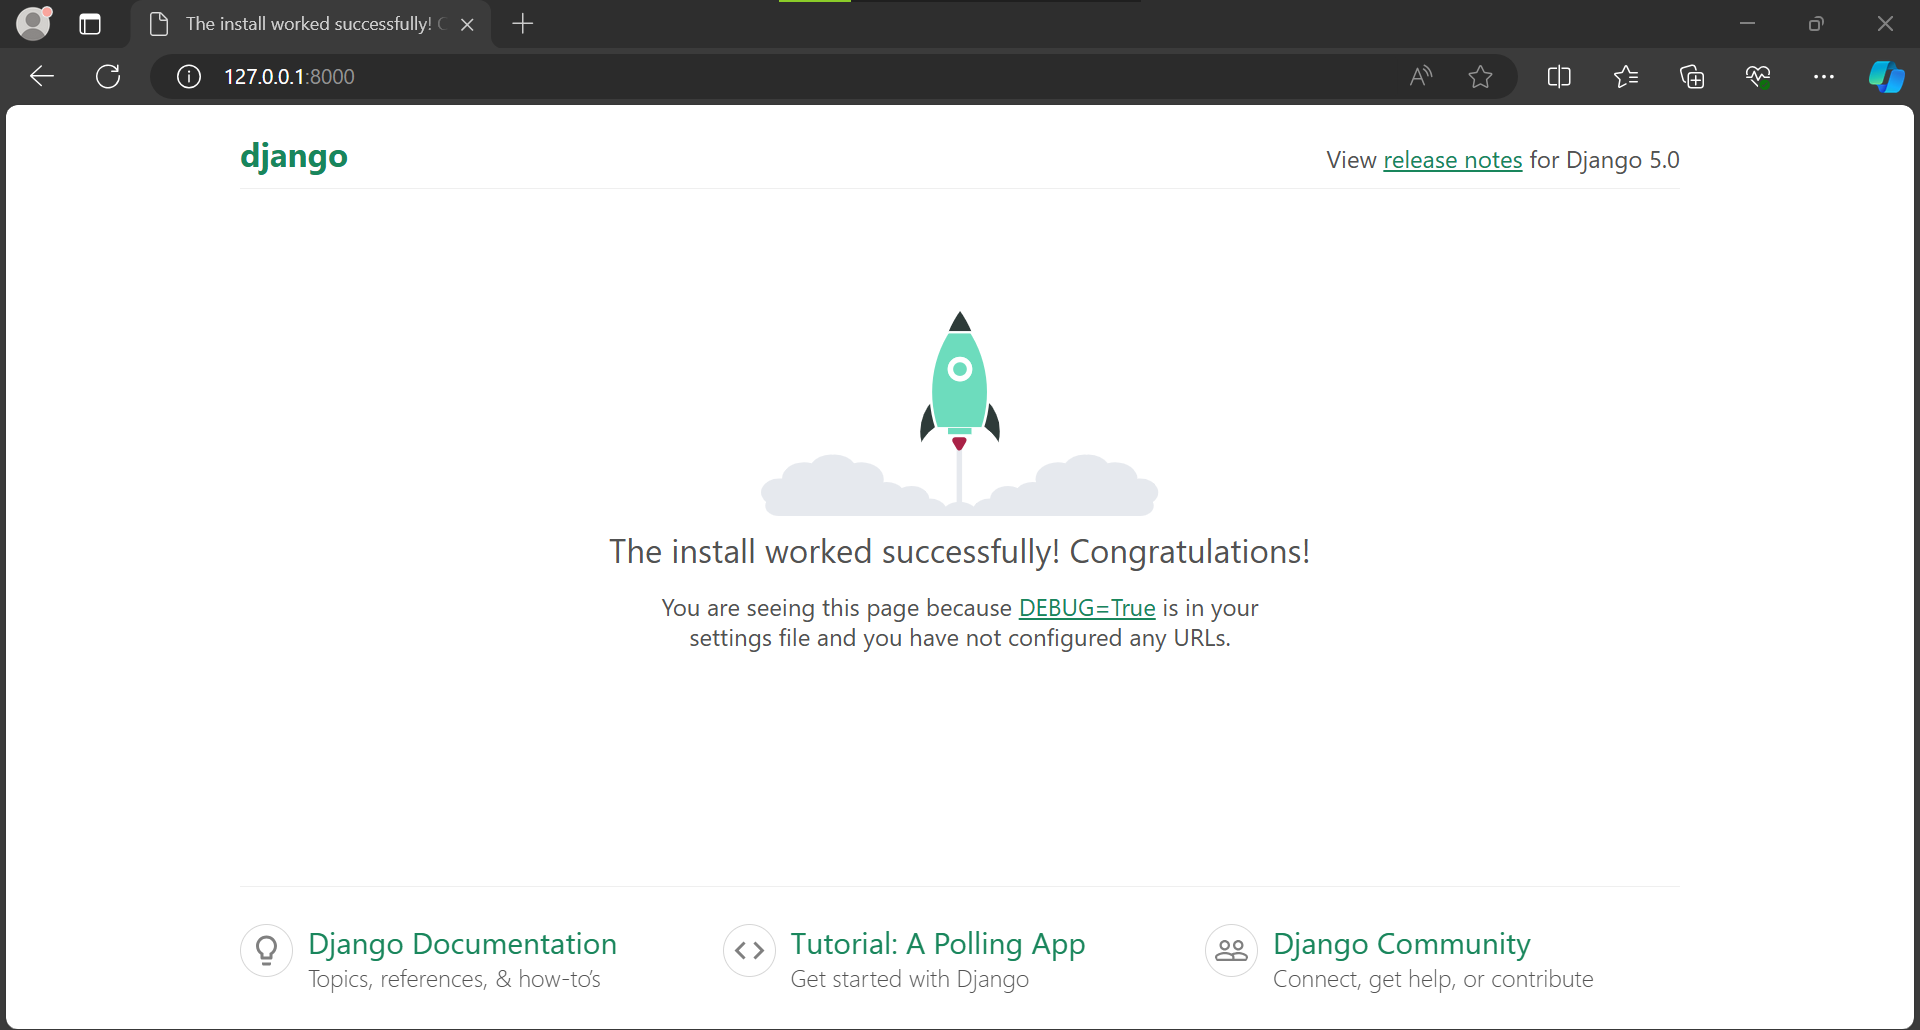 The install worked successfully! C
127.0.0.1:8000
django
View release notes for Django 5.0
The install worked successfully! Congratulations!
You are seeing this page because DEBUG=True is in your
settings file and you have not configured any URLs.
Django Documentation
Topics, references, & how-to’s
Tutorial: A Polling App
Get started with Django
Django Community
Connect, get help, or contribute